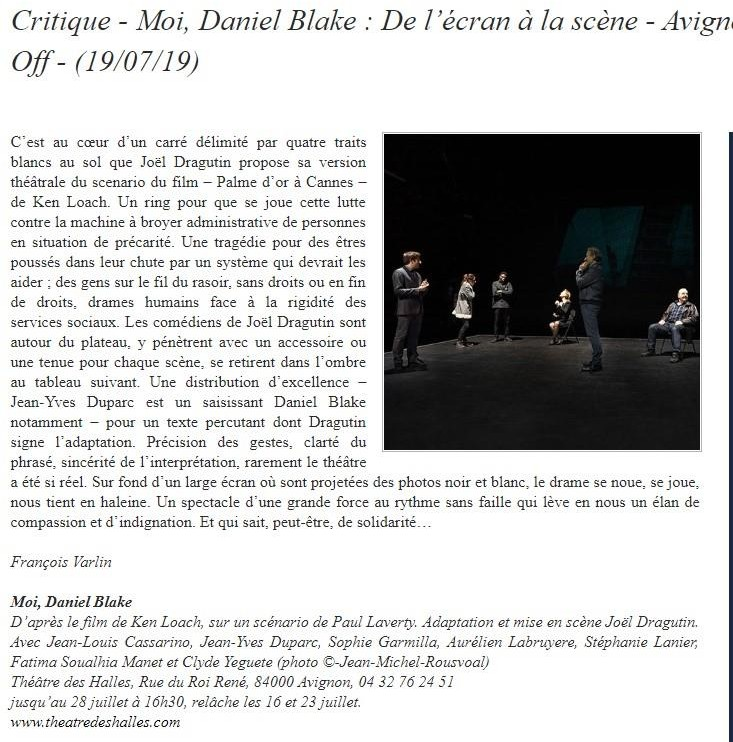 Critique - Moi, Daniel Blake : De l’écran à la scène - Avign
Off - (19/07/19)
C’est au cœur d’un carré délimité par quatre traits
blancs au sol que Joël Dragutin propose sa version
théâtrale du scenario du film – Palme d’or à Cannes –
de Ken Loach. Un ring pour que se joue cette lutte
contre la machine à broyer administrative de personnes
en situation de précarité. Une tragédie pour des êtres
poussés dans leur chute par un système qui devrait les
aider ; des gens sur le fil du rasoir, sans droits ou en fin
de droits, drames humains face à la rigidité des
services sociaux. Les comédiens de Joël Dragutin sont
autour du plateau, y pénètrent avec un accessoire ou
une tenue pour chaque scène, se retirent dans l’ombre
au tableau suivant. Une distribution d’excellence –
Jean-Yves Duparc est un saisissant Daniel Blake
notamment – pour un texte percutant dont Dragutin
signe l’adaptation. Précision des gestes, clarté du
phrasé, sincérité de l’interprétation, rarement le théâtre
a été si réel. Sur fond d’un large écran où sont projetées des photos noir et blanc, le drame se noue, se joue,
nous tient en haleine. Un spectacle d’une grande force au rythme sans faille qui lève en nous un élan de
compassion et d’indignation. Et qui sait, peut-être, de solidarité…
François Varlin
Moi, Daniel Blake
D’après le film de Ken Loach, sur un scénario de Paul Laverty. Adaptation et mise en scène Joël Dragutin.
Avec Jean-Louis Cassarino, Jean-Yves Duparc, Sophie Garmilla, Aurélien Labruyere, Stéphanie Lanier,
Fatima Soualhia Manet et Clyde Yeguete (photo ©-Jean-Michel-Rousvoal)
Théâtre des Halles, Rue du Roi René, 84000 Avignon, 04 32 76 24 51
jusqu’au 28 juillet à 16h30, relâche les 16 et 23 juillet.
www.theatredeshalles.com